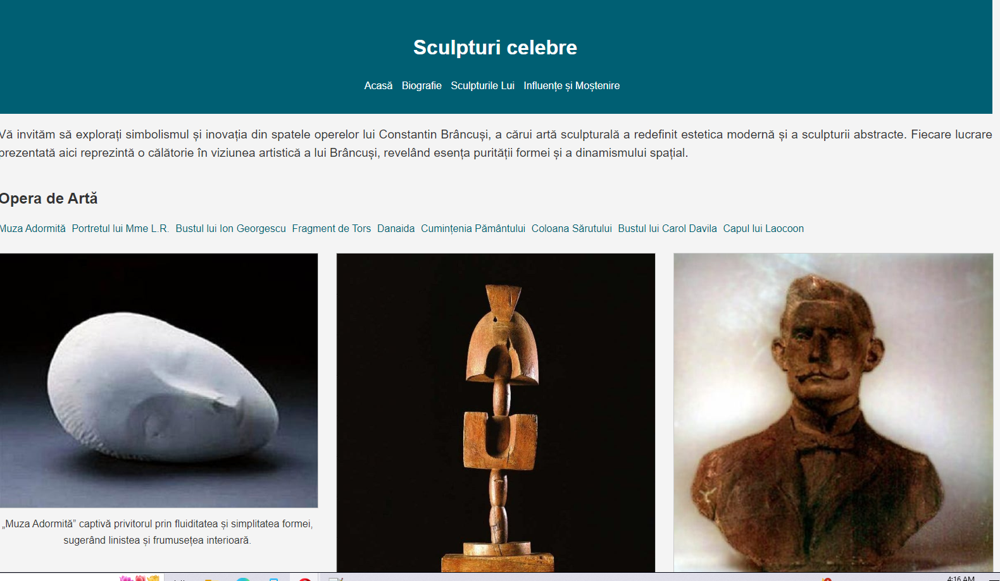 Sculpturi celebre
Acasă Biografie Sculpturile Lui Influențe și Moștenire
Vă invităm să explorați simbolismul și inovația din spatele operelor lui Constantin Brâncuși, a cărui artă sculpturală a redefinit estetica modernă și a sculpturii abstracte. Fiecare lucrare
prezentată aici reprezintă o călătorie în viziunea artistică a lui Brâncuși, revelând esența purității formei și a dinamismului spațial.
Opera de Artă
Muza Adormită Portretul lui Mme L.R. Bustul lui Ion Georgescu Fragment de Tors Danaida Cumințenia Pământului Coloana Sărutului Bustul lui Carol Davila Capul lui Laocoon
„Muza Adormită” captivă privitorul prin fluiditatea și simplitatea formei,
sugerând linistea și frumusețea interioară.
4:16 AM